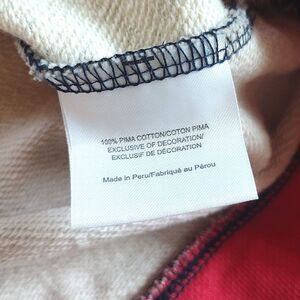 100% PIMA COTTON/COTON PIMA
EXCLUSIVE OF DECORATION/
EXCLUSIF DE DÉCORATION
Made in Peru/Fabriqué au Pérou